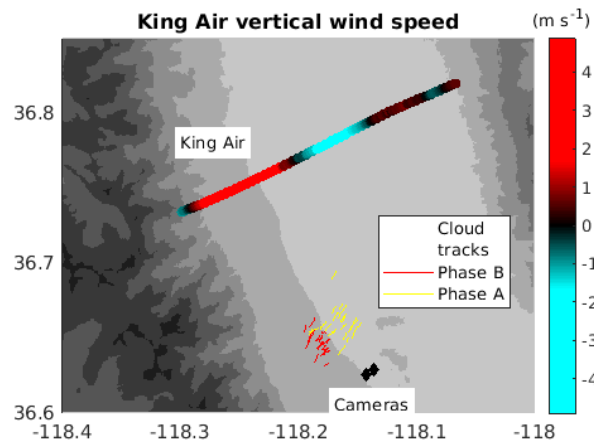 King Air vertical wind speed
(m s-1)
36.8
36.7
36.6
King Air
Cloud
tracks
Phase B
Phase A
Cameras
-118.4
-118.3
-118.2
-118.1
-118
4
3
2
1
0
-1
-2
-3
-4